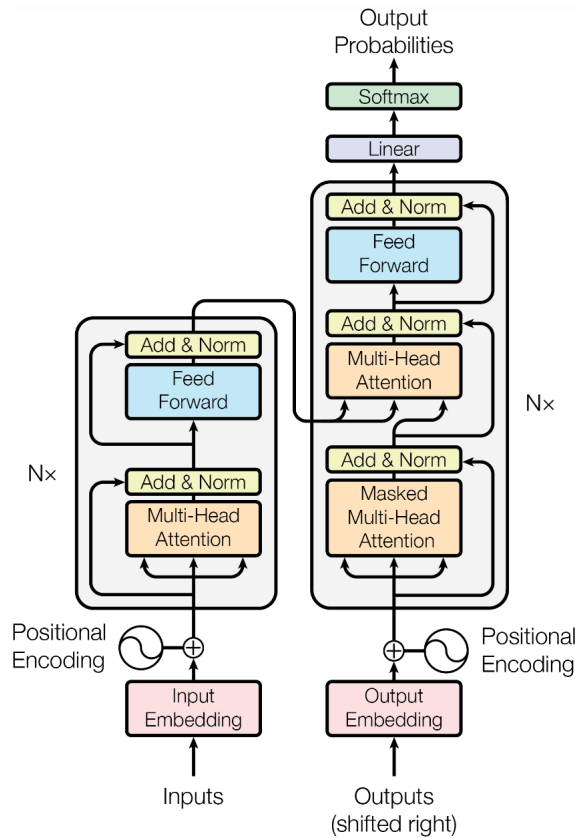 Output
Probabilities
Softmax
Linear
Add & Norm
Feed
Forward
Add & Norm
Multi-Head
Attention
Add & Norm
Masked
Multi-Head
Attention
Nx
Add & Norm
Feed
Forward
Add & Norm
Multi-Head
Attention
Nx
Positional
Encoding
Positional
Encoding
Input
Embedding
Output
Embedding
Inputs
Outputs
(shifted right)